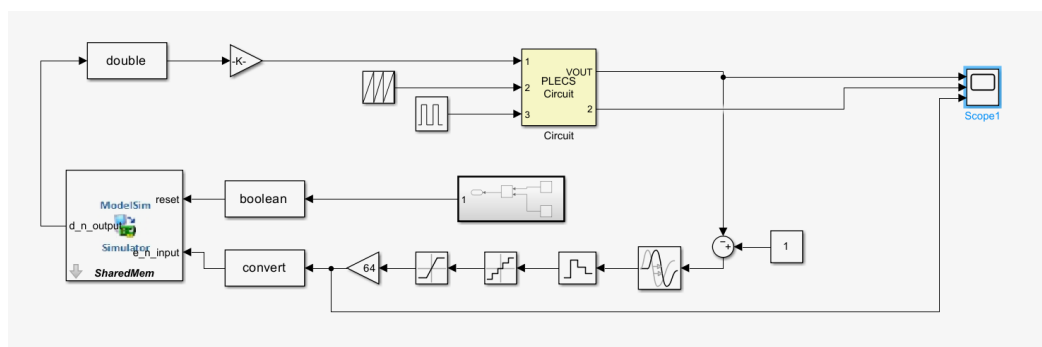 double
-K-
1
2
3
VOUT
PLECS
Circuit
2
Circuit
Scope1
ModelSim
Simulator
reset
d_n_output
e_n_input
SharedMem
boolean
1
convert
64
1